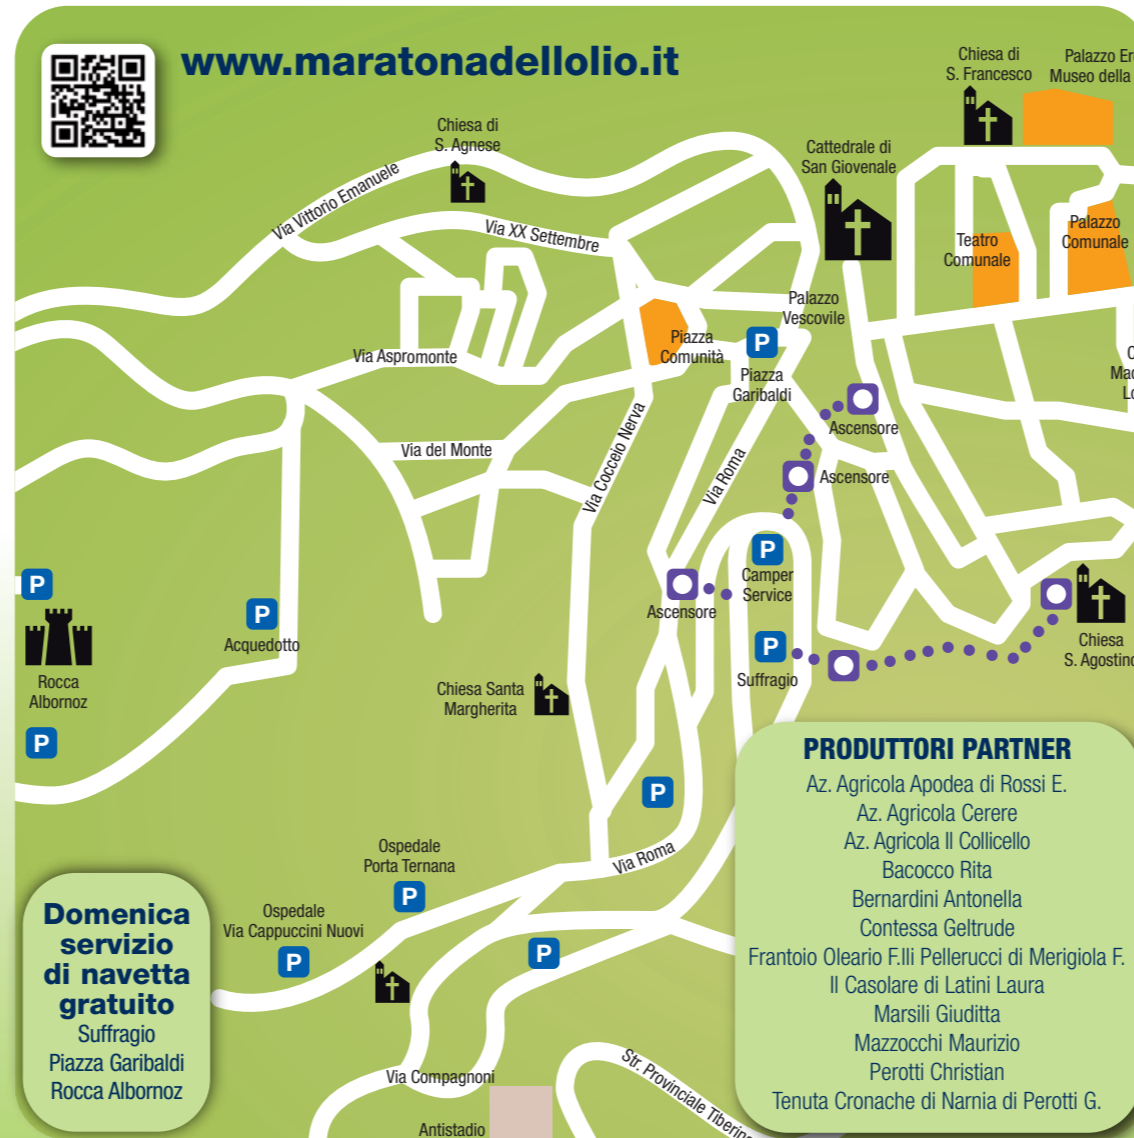 www.maratonadellolio.it
Chiesa di
S. Francesco
Palazzo
Museo della
Chiesa di
S. Agnese
Cattedrale di
San Giovenale
Via Vittorio Emanuele
Via XX Settembre
Teatro
Comunale
Palazzo
Comunale
Palazzo
Vescovile
P
Piazza
Comunità
Via Aspromonte
Piazza
Garibaldi
Ascensore
Via del Monte
Via Cocceio Nerva
Via Roma
Ascensore
P
Camper
Service
P
Ascensore
P
Acquedotto
Rocca
Albornoz
P
Chiesa
S. Agostino
P
Suffragio
Chiesa Santa
Margherita
P
Via Roma
Ospedale
Porta Ternana
P
Ospedale
Via Cappuccini Nuovi
P
P
Via Compagnoni
Antistadio
Str. Provinciale Tiberina
Domenica
servizio
di navetta
gratuito
Suffragio
Piazza Garibaldi
Rocca Albornoz
PRODUTTORI PARTNER
Az. Agricola Apodea di Rossi E.
Az. Agricola Cerere
Az. Agricola Il Collicello
Bacocco Rita
Bernardini Antonella
Contessa Geltrude
Frantoio Oleario F.lli Pellerucci di Merigiola F.
Il Casolare di Latini Laura
Marsili Giuditta
Mazzocchi Maurizio
Perotti Christian
Tenuta Cronache di Narnia di Perotti G.